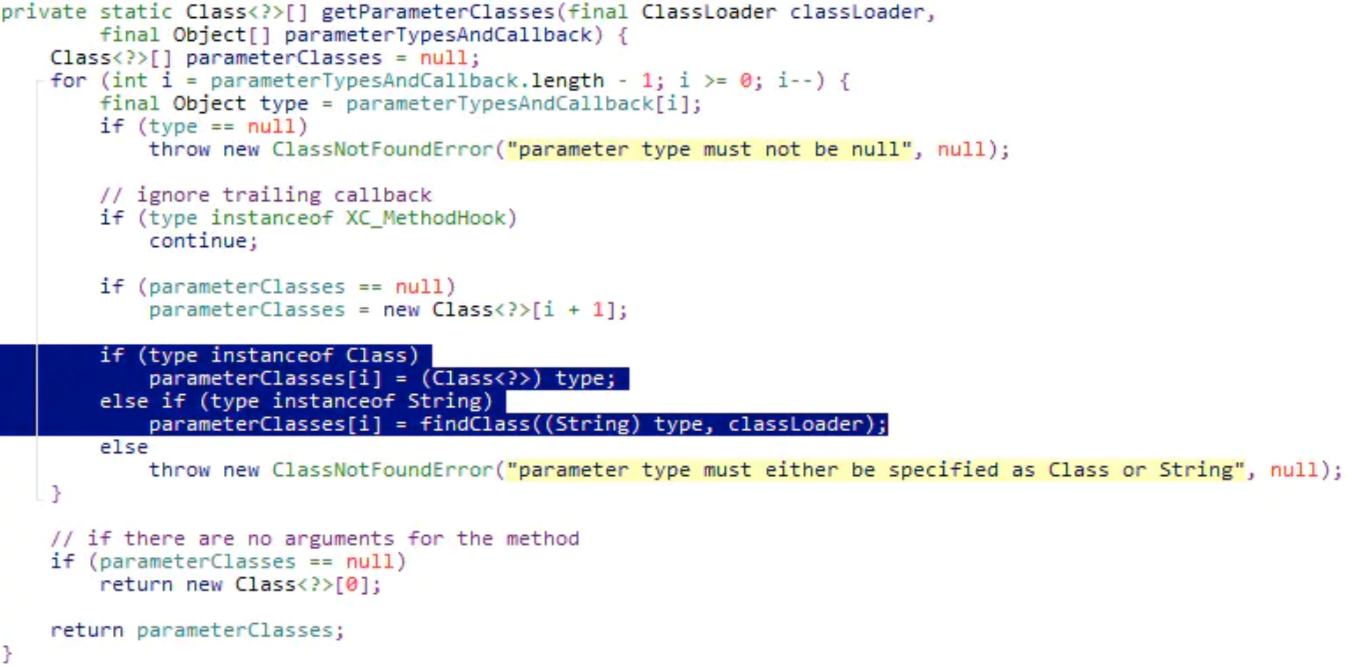 private static Class<?>[] getParameterClasses(final ClassLoader classLoader,
        final Object[] parameterTypesAndCallback) {
    Class<?>[] parameterClasses = null;
    for (int i = parameterTypesAndCallback.length - 1; i >= 0; i--) {
        final Object type = parameterTypesAndCallback[i];
        if (type == null)
            throw new ClassNotFoundError("parameter type must not be null", null);

        // ignore trailing callback
        if (type instanceof XC_MethodHook)
            continue;

        if (parameterClasses == null)
            parameterClasses = new Class<?>[i + 1];

        if (type instanceof Class)
            parameterClasses[i] = (Class<?>) type;
        else if (type instanceof String)
            parameterClasses[i] = findClass((String) type, classLoader);
        else
            throw new ClassNotFoundError("parameter type must either be specified as Class or String", null);
    }

    // if there are no arguments for the method
    if (parameterClasses == null)
        return new Class<?>[0];

    return parameterClasses;
}